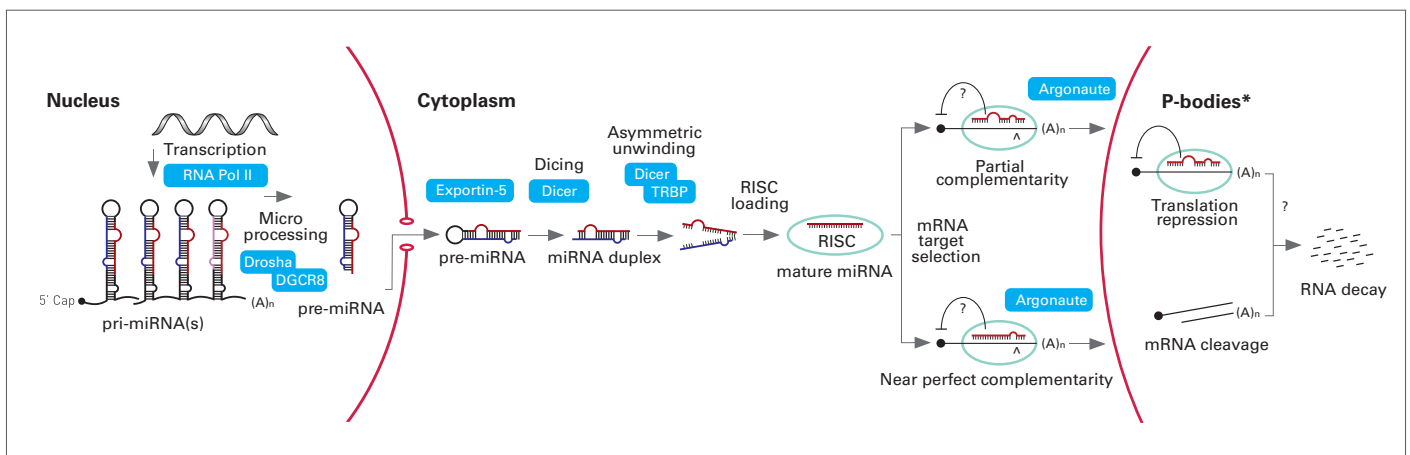 Nucleus
Transcription
RNA Pol II
Micro
processing
Drosha
DGCR8
5' Cap
(A)n
pri-miRNA(s)
pre-miRNA
Cytoplasm
Exportin-5
pre-miRNA
Dicing
Dicer
miRNA duplex
Asymmetric
unwinding
Dicer
TRBP
RISC
loading
RISC
mature miRNA
mRNA
target
selection
?
Argonaute
(A)n
^
Partial
complementarity
?
Argonaute
(A)n
^
Near perfect complementarity
P-bodies*
(A)n
Translation
repression
?
(A)n
mRNA cleavage
RNA decay